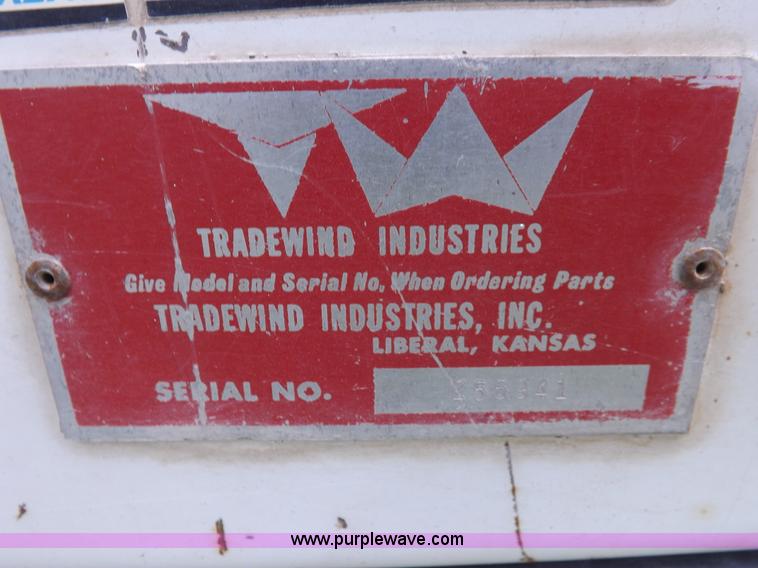 TRADEWIND INDUSTRIES
Give Model and Serial No. When Ordering Parts
TRADEWIND INDUSTRIES, INC.
LIBERAL, KANSAS
SERIAL NO.
www.purplewave.com